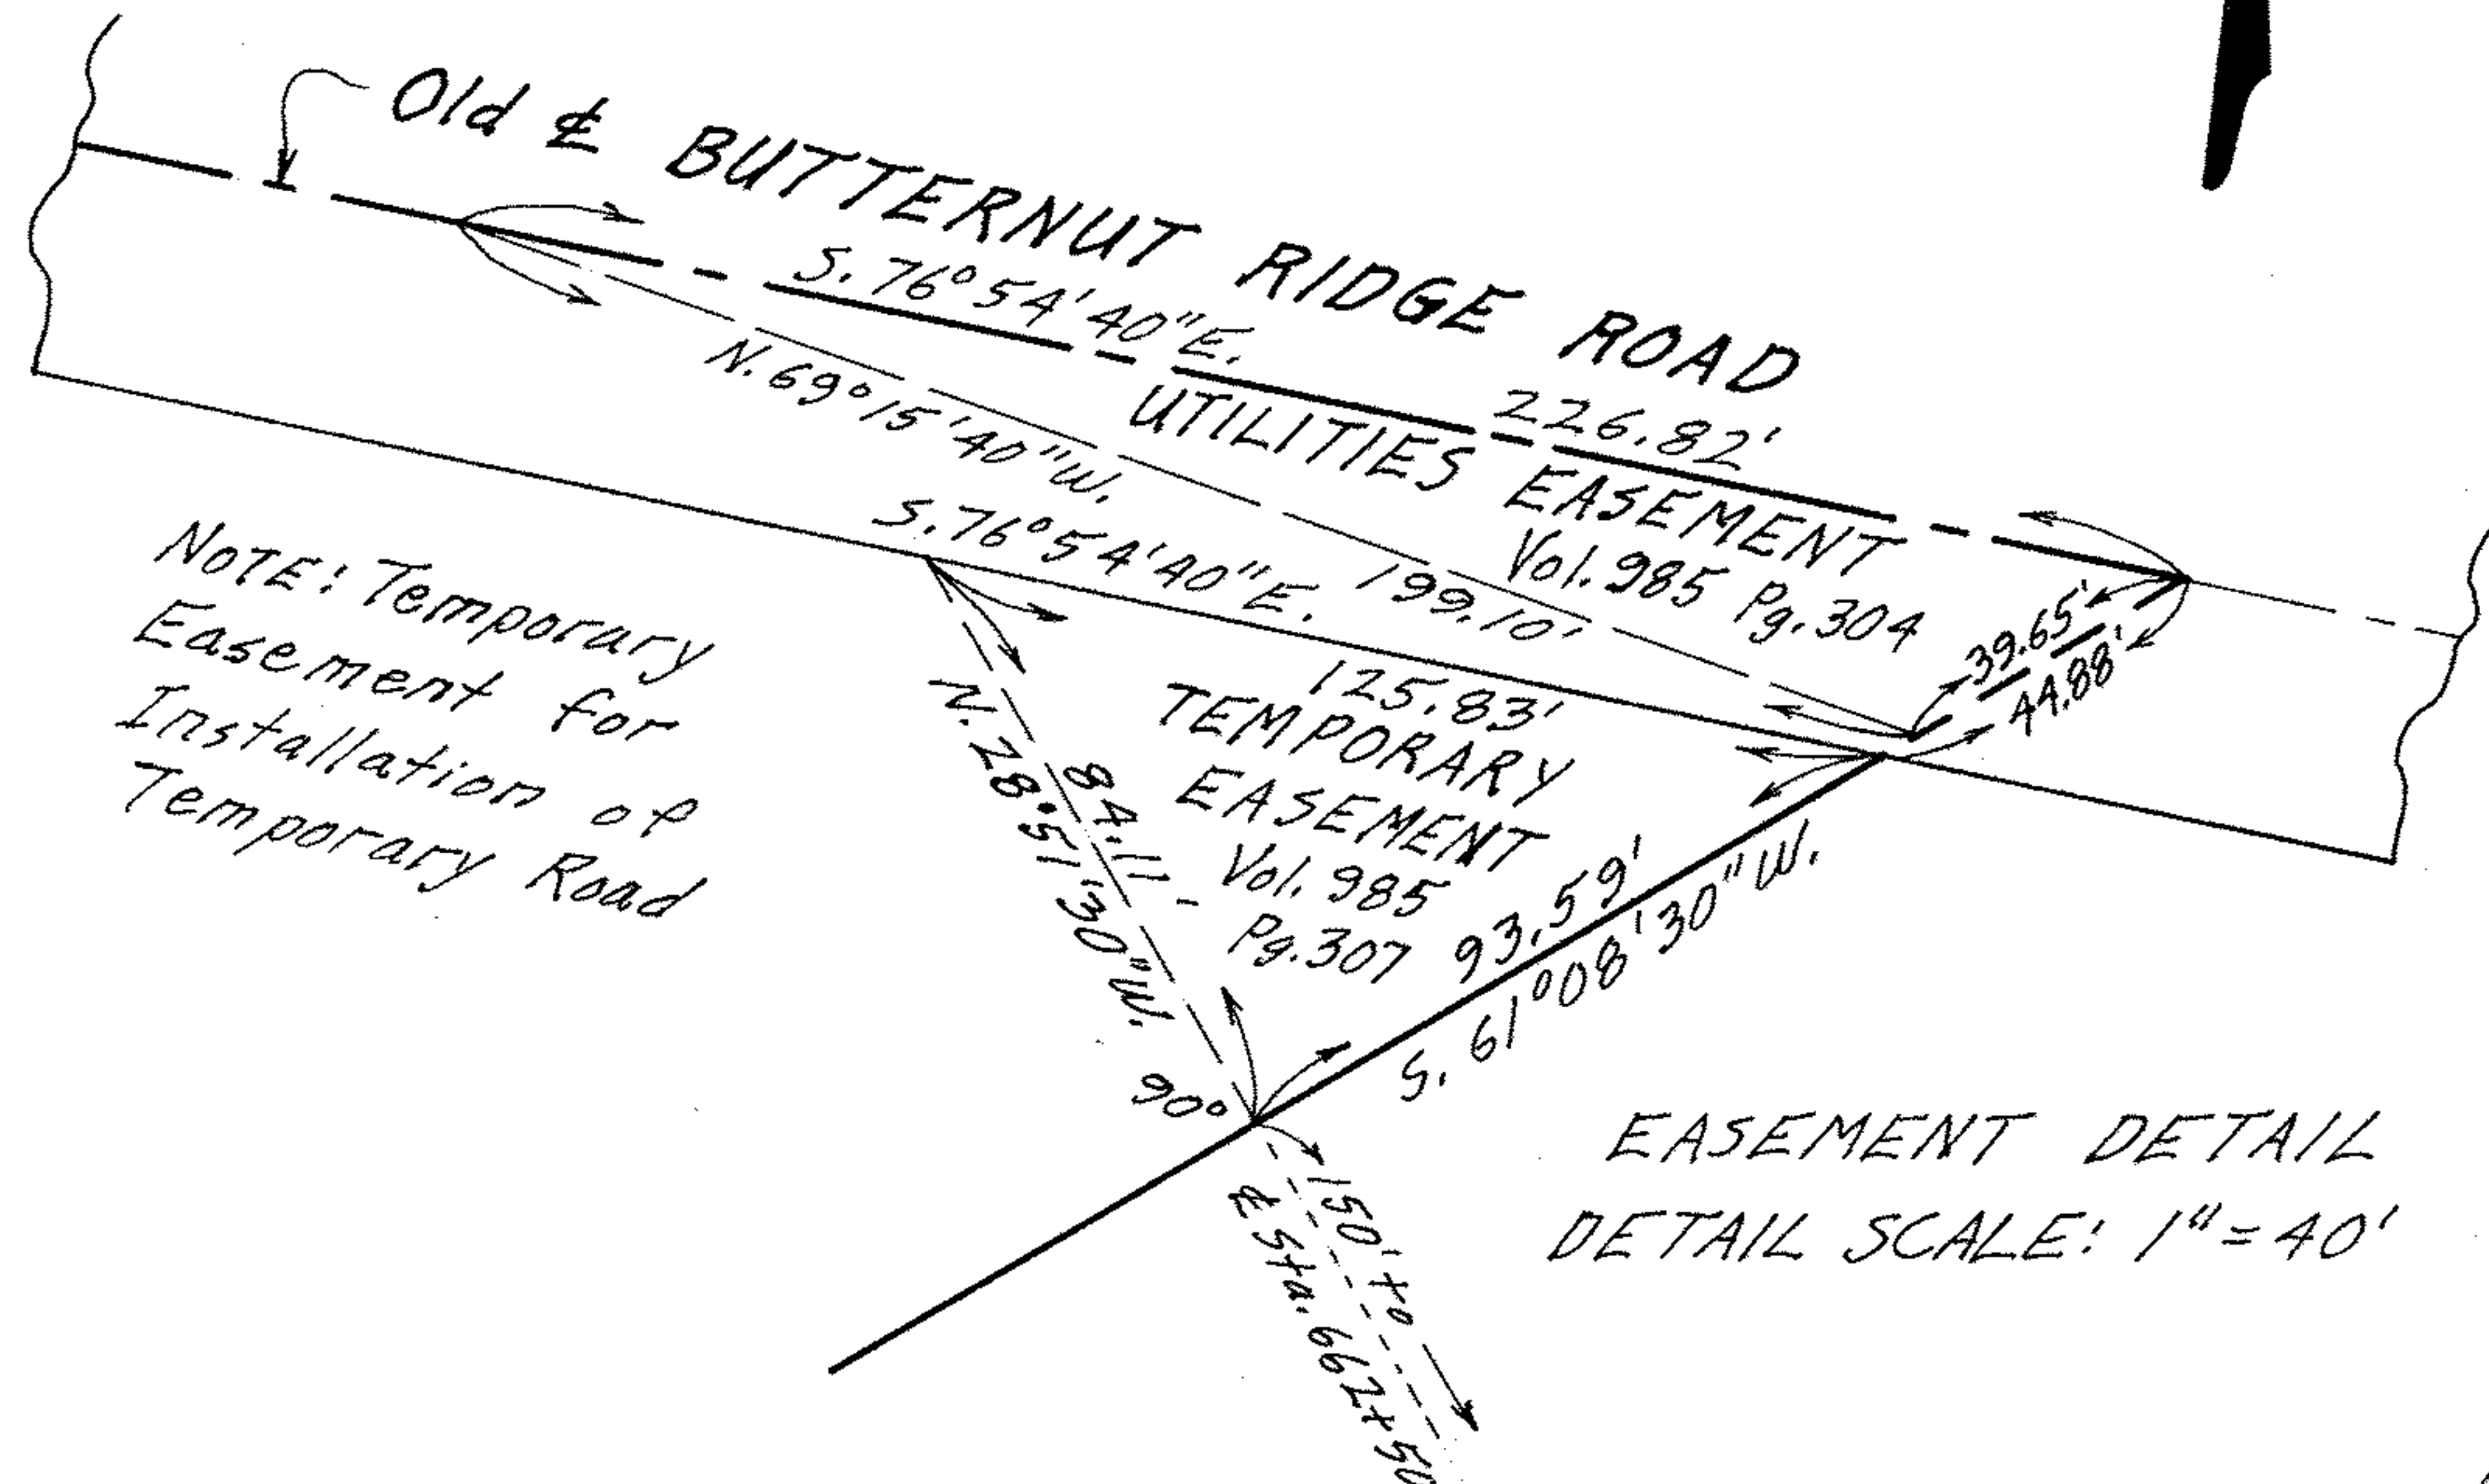 Old ℄ BUTTERNUT RIDGE ROAD
S. 76° 54' 40" E.
226.82'
N. 69° 15' 40" W.
199.10'
UTILITIES EASEMENT
Vol. 985 Pg. 304
39.65'
44.88'
S. 76° 54' 40" E.
125.83'
NOTE: Temporary
Easement for
Installation of
Temporary Road
TEMPORARY
EASEMENT
Vol. 985
Pg. 307
N. 28° 51' 30" W.
84.11'
93.59'
S. 61° 08' 30" W.
90°
150' to
℄ Sta. 662+50
EASEMENT DETAIL
DETAIL SCALE: 1" = 40'